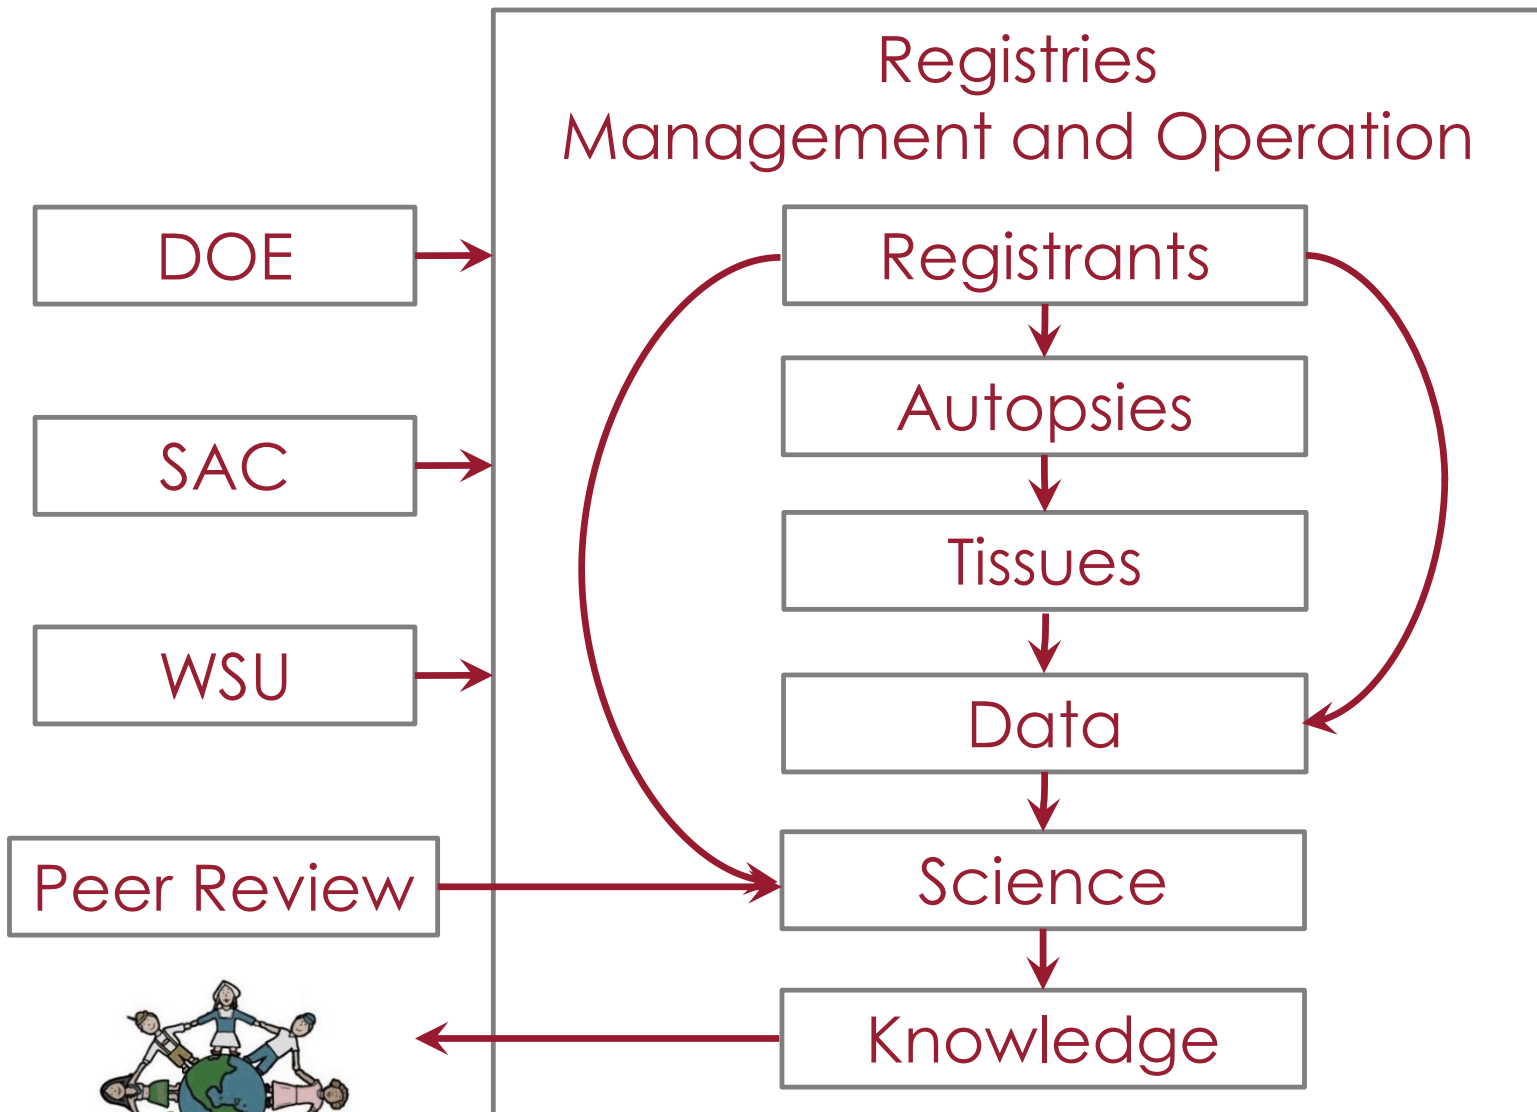 Registries
Management and Operation
DOE
Registrants
Autopsies
SAC
Tissues
WSU
Data
Peer Review
Science
Knowledge